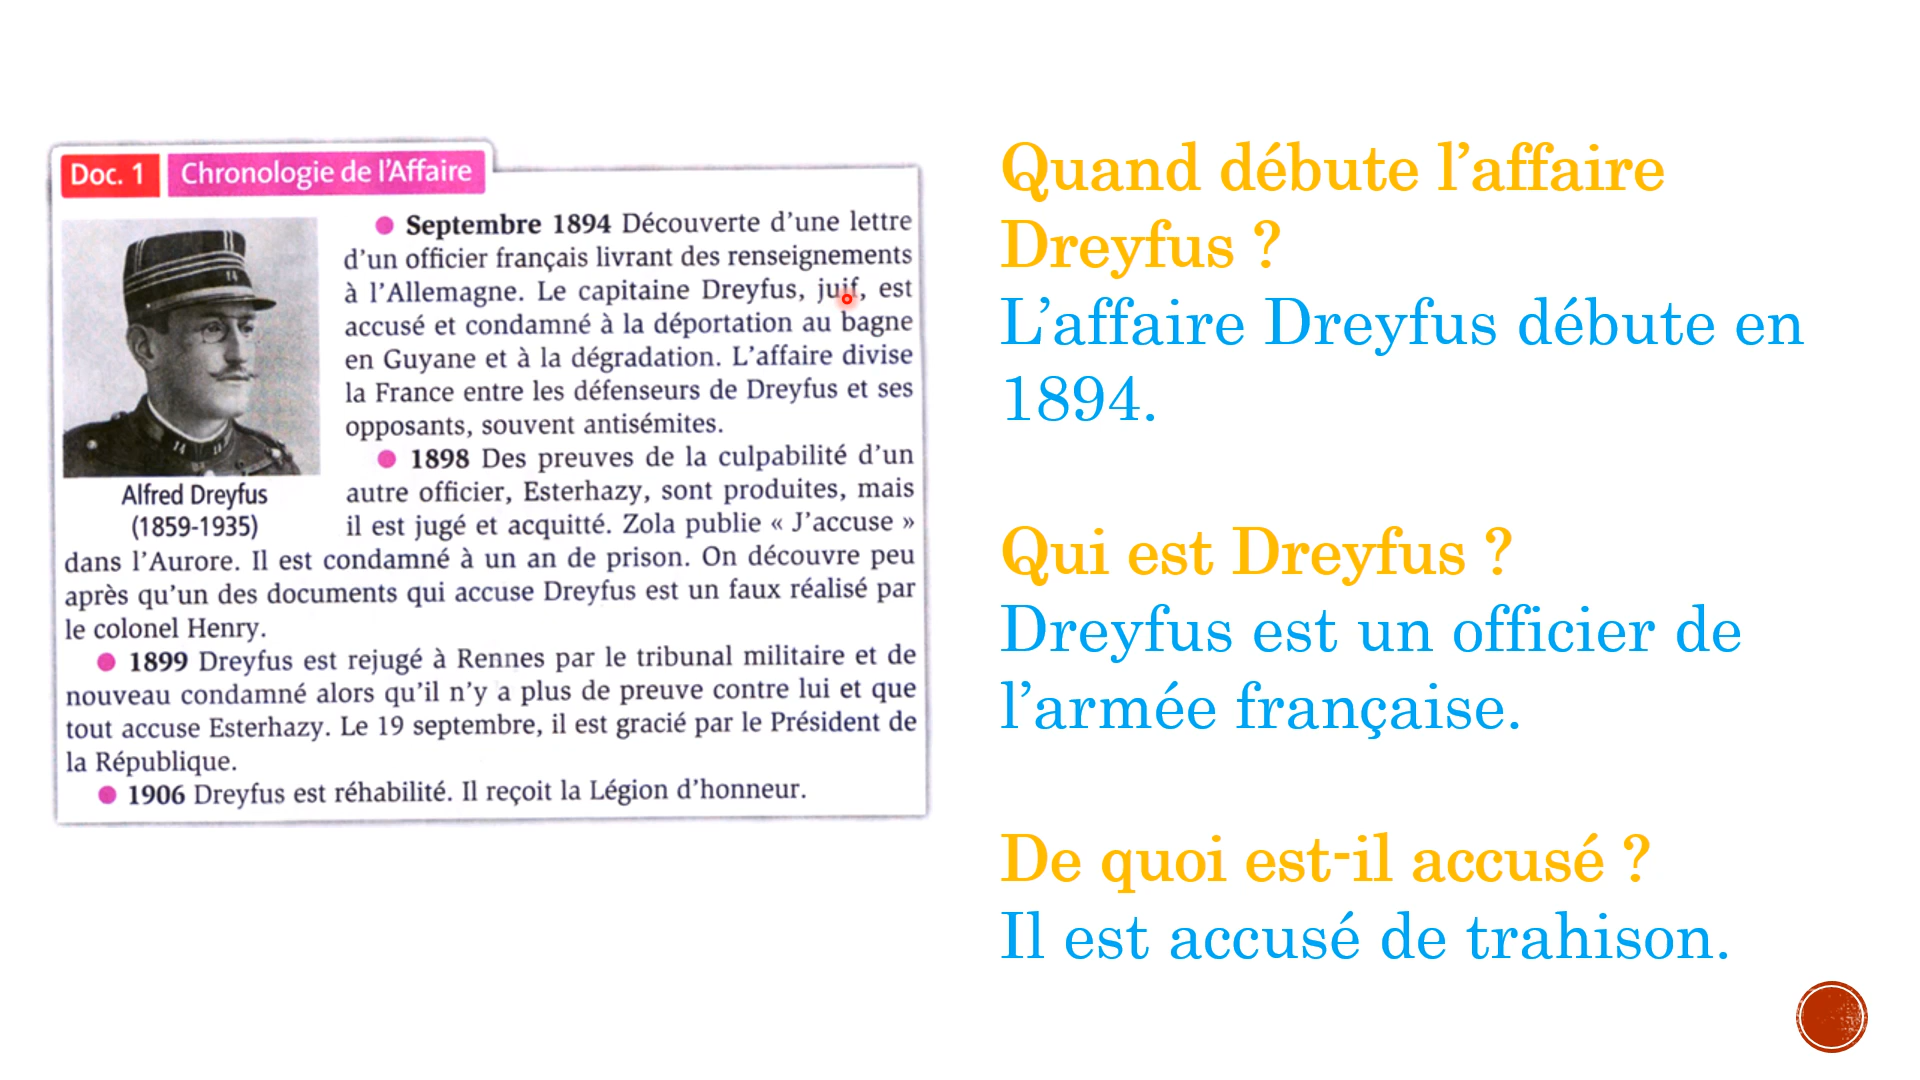 Doc. 1 Chronologie de l'Affaire
● Septembre 1894 Découverte d'une lettre
d'un officier français livrant des renseignements
à l'Allemagne. Le capitaine Dreyfus, juif, est
accusé et condamné à la déportation au bagne
en Guyane et à la dégradation. L'affaire divise
la France entre les défenseurs de Dreyfus et ses
opposants, souvent antisémites.
● 1898 Des preuves de la culpabilité d'un
autre officier, Esterhazy, sont produites, mais
il est jugé et acquitté. Zola publie « J'accuse »
dans l'Aurore. Il est condamné à un an de prison. On découvre peu
après qu'un des documents qui accuse Dreyfus est un faux réalisé par
le colonel Henry.
● 1899 Dreyfus est rejugé à Rennes par le tribunal militaire et de
nouveau condamné alors qu'il n'y a plus de preuve contre lui et que
tout accuse Esterhazy. Le 19 septembre, il est gracié par le Président de
la République.
● 1906 Dreyfus est réhabilité. Il reçoit la Légion d'honneur.
14
14
Alfred Dreyfus
(1859-1935)
Quand débute l'affaire
Dreyfus ?
L'affaire Dreyfus débute en
1894.
Qui est Dreyfus ?
Dreyfus est un officier de
l'armée française.
De quoi est-il accusé ?
Il est accusé de trahison.